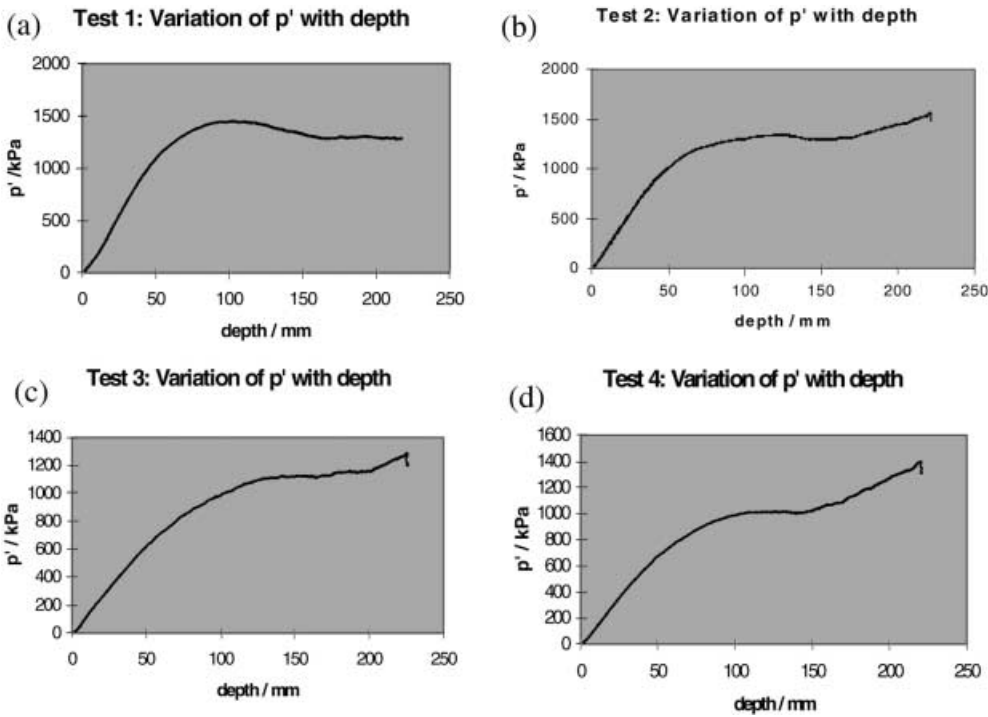 (a)
Test 1: Variation of p' with depth
2000
1500
1000
500
0
p' /kPa
0 50 100 150 200 250
depth / mm
(b)
Test 2: Variation of p' with depth
2000
1500
1000
500
0
p' / kPa
0 50 100 150 200 250
depth / mm
(c)
Test 3: Variation of p' with depth
1400
1200
1000
800
600
400
200
0
p' / kPa
0 50 100 150 200 250
depth / mm
(d)
Test 4: Variation of p' with depth
1600
1400
1200
1000
800
600
400
200
0
p' / kPa
0 50 100 150 200 250
depth / mm